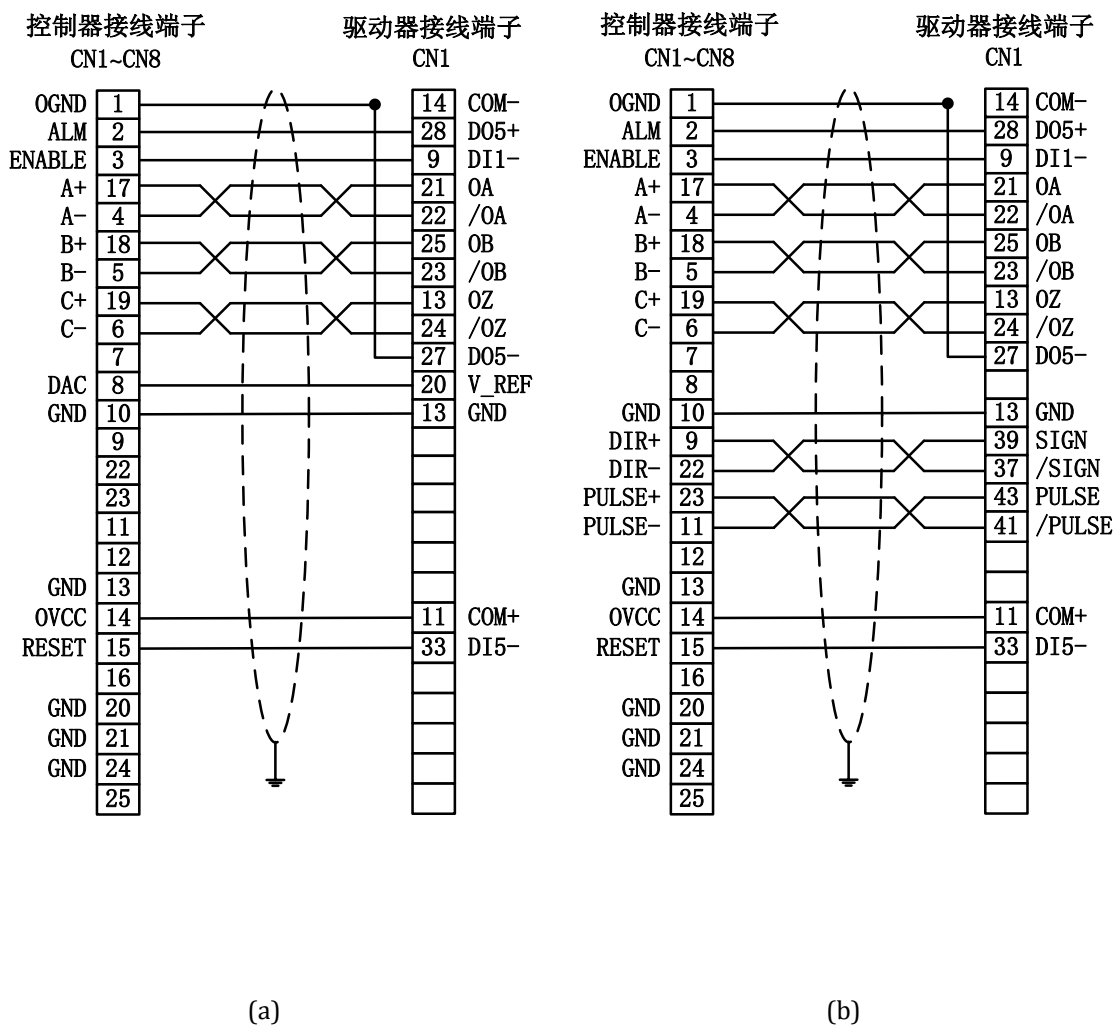 控制器接线端子 驱动器接线端子
CN1~CN8 CN1
OGND 1 14 COM-
ALM 2 28 DO5+
ENABLE 3 9 DI1-
A+ 17 21 OA
A- 4 22 /OA
B+ 18 25 OB
B- 5 23 /OB
C+ 19 13 OZ
C- 6 24 /OZ
7 27 DO5-
DAC 8 20 V_REF
GND 10 13 GND
9
22
23
11
12
GND 13
OVCC 14 11 COM+
RESET 15 33 DI5-
16
GND 20
GND 21
GND 24
25
(a)
控制器接线端子 驱动器接线端子
CN1~CN8 CN1
OGND 1 14 COM-
ALM 2 28 DO5+
ENABLE 3 9 DI1-
A+ 17 21 OA
A- 4 22 /OA
B+ 18 25 OB
B- 5 23 /OB
C+ 19 13 OZ
C- 6 24 /OZ
7 27 DO5-
8
GND 10 13 GND
DIR+ 9 39 SIGN
DIR- 22 37 /SIGN
PULSE+ 23 43 PULSE
PULSE- 11 41 /PULSE
12
GND 13
OVCC 14 11 COM+
RESET 15 33 DI5-
16
GND 20
GND 21
GND 24
25
(b)